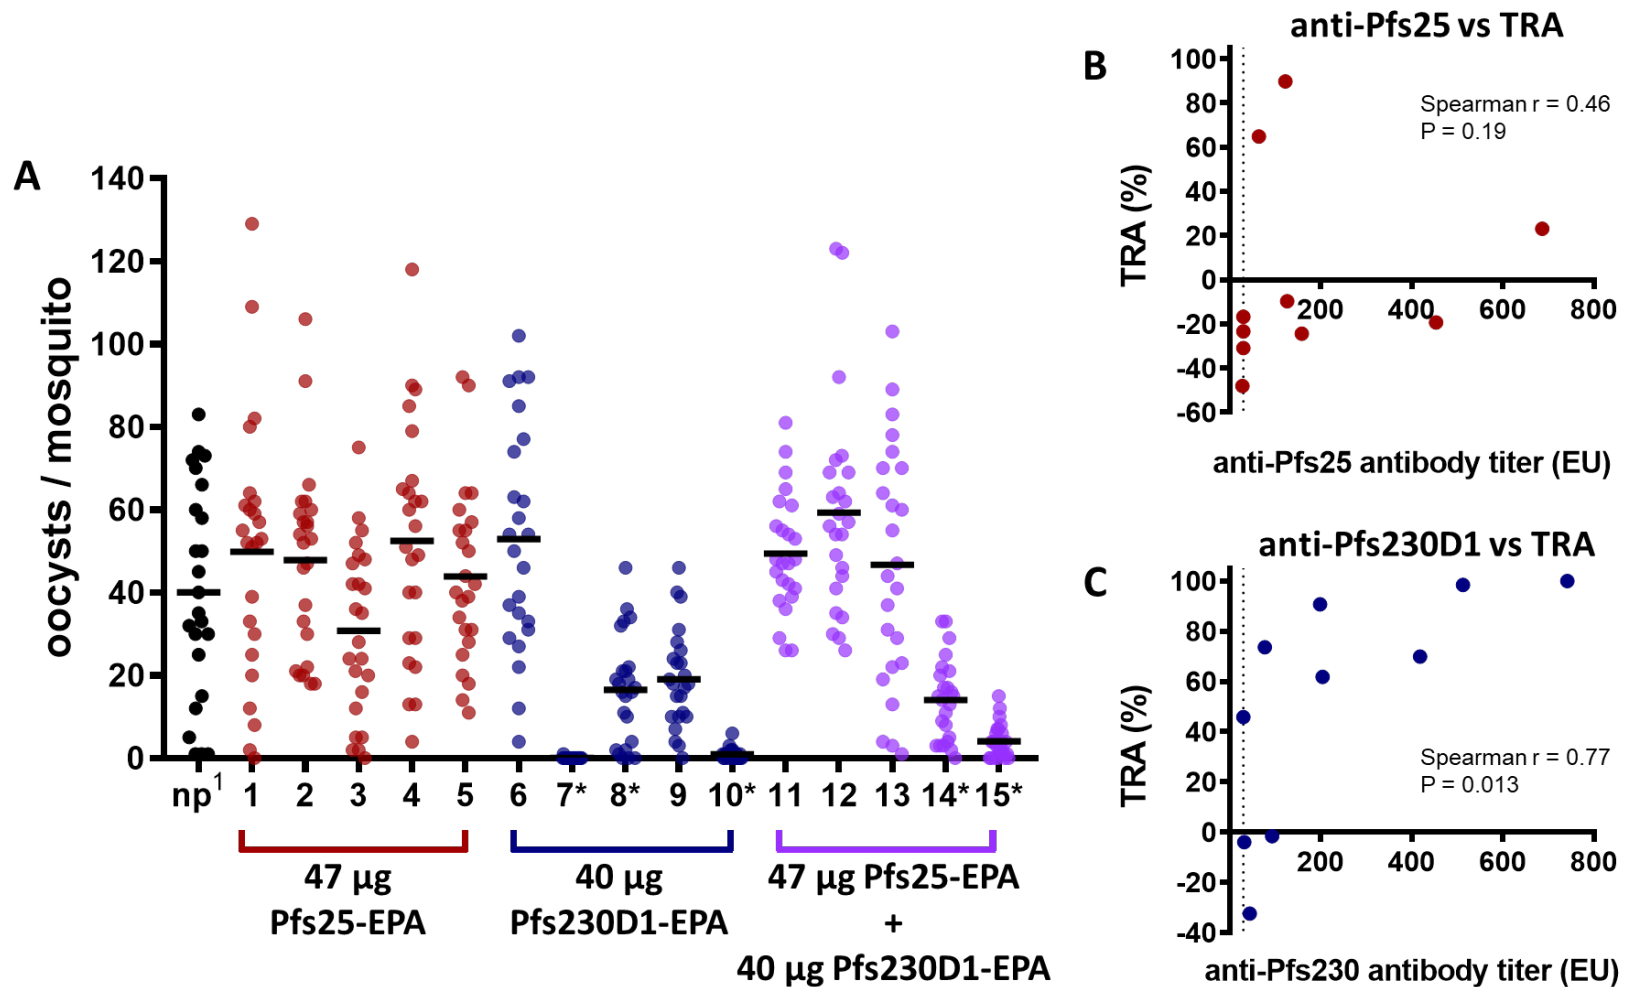 A
oocysts / mosquito
140
120
100
80
60
40
20
0
np1 1 2 3 4 5 6 7* 8* 9 10* 11 12 13 14* 15*
47 µg
Pfs25-EPA
40 µg
Pfs230D1-EPA
47 µg Pfs25-EPA
+
40 µg Pfs230D1-EPA
B
anti-Pfs25 vs TRA
TRA (%)
100
80
60
40
20
0
-20
-40
-60
Spearman r = 0.46
P = 0.19
200 400 600 800
anti-Pfs25 antibody titer (EU)
C
anti-Pfs230D1 vs TRA
TRA (%)
100
80
60
40
20
0
-20
-40
Spearman r = 0.77
P = 0.013
200 400 600 800
anti-Pfs230 antibody titer (EU)